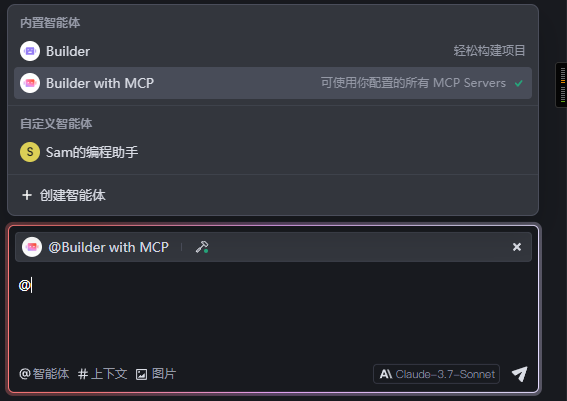 内置智能体
Builder 轻松构建项目
Builder with MCP 可使用你配置的所有 MCP Servers
自定义智能体
S Sam的编程助手
+ 创建智能体
@Builder with MCP
@
@智能体 #上下文 图片 A\ Claude-3.7-Sonnet